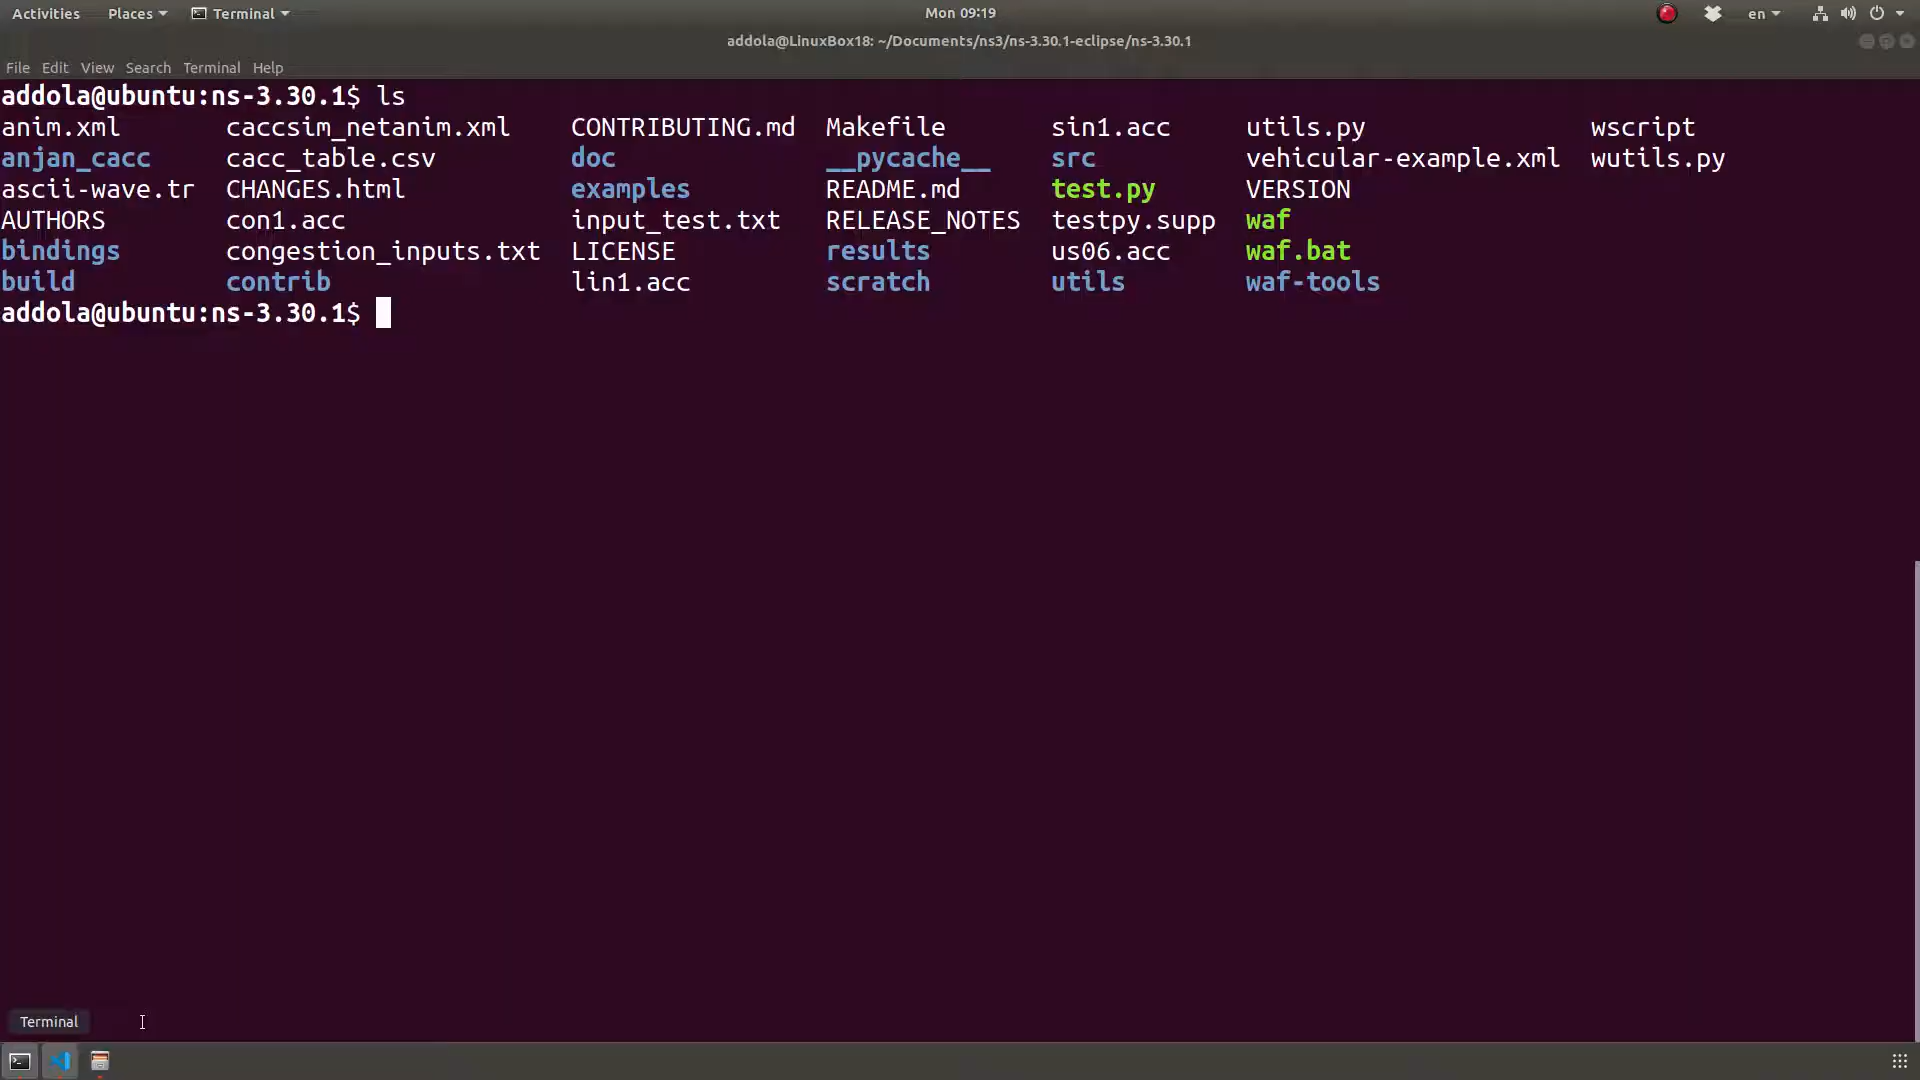 Activities Places Terminal Mon 09:19 en
addola@LinuxBox18: ~/Documents/ns3/ns-3.30.1-eclipse/ns-3.30.1
File Edit View Search Terminal Help
addola@ubuntu:ns-3.30.1$ ls
anim.xml caccsim_netanim.xml CONTRIBUTING.md Makefile sin1.acc utils.py wscript
anjan_cacc cacc_table.csv doc __pycache__ src vehicular-example.xml wutils.py
ascii-wave.tr CHANGES.html examples README.md test.py VERSION
AUTHORS con1.acc input_test.txt RELEASE_NOTES testpy.supp waf
bindings congestion_inputs.txt LICENSE results us06.acc waf.bat
build contrib lin1.acc scratch utils waf-tools
addola@ubuntu:ns-3.30.1$
Terminal